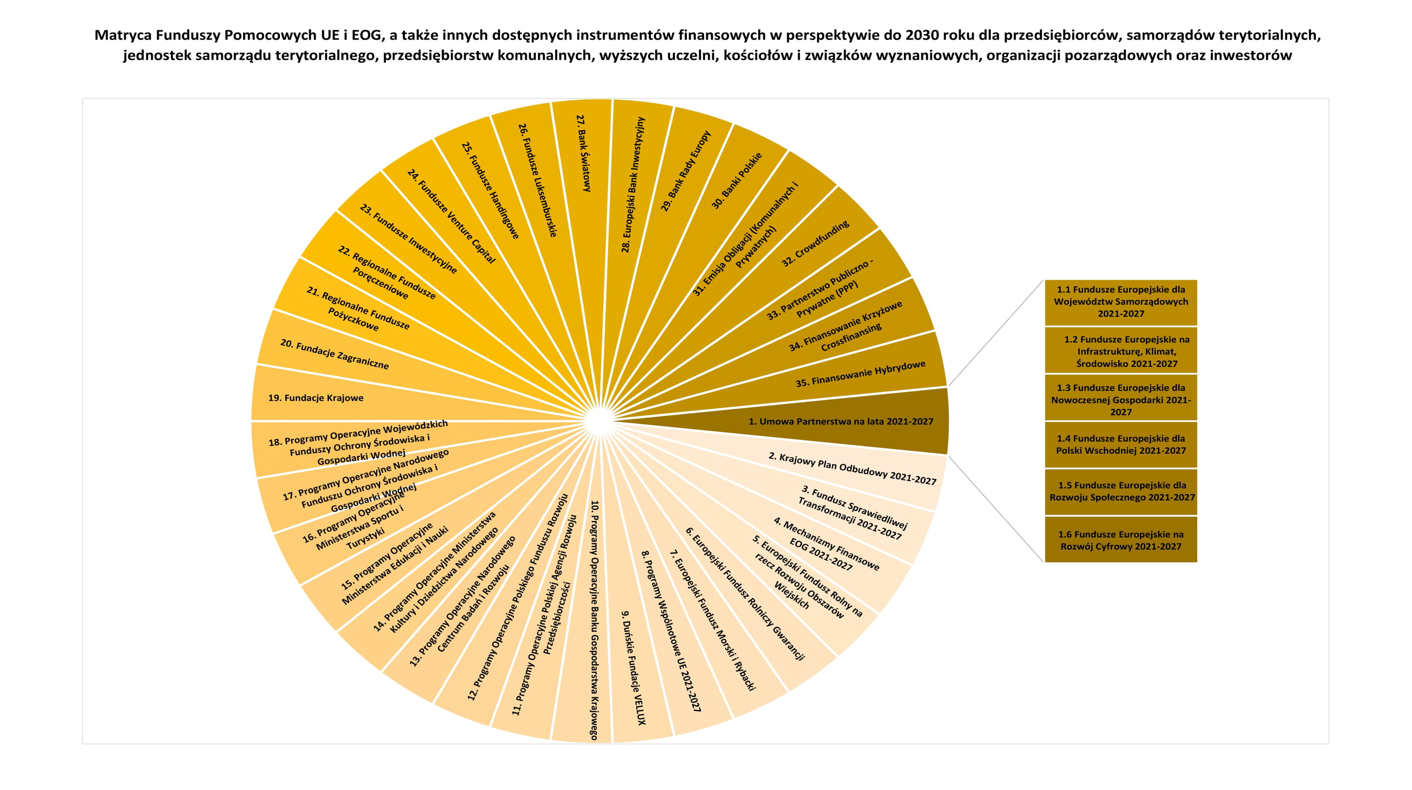 Matryca Funduszy Pomocowych UE i EOG, a także innych dostępnych instrumentów finansowych w perspektywie do 2030 roku dla przedsiębiorców, samorządów terytorialnych,
jednostek samorządu terytorialnego, przedsiębiorstw komunalnych, wyższych uczelni, kościołów i związków wyznaniowych, organizacji pozarządowych oraz inwestorów
1. Umowa Partnerstwa na lata 2021-2027
2. Krajowy Plan Odbudowy 2021-2027
3. Fundusz Sprawiedliwej
Transformacji 2021-2027
4. Mechanizmy Finansowe
EOG 2021-2027
5. Europejski Fundusz Rolny na
rzecz Rozwoju Obszarów
Wiejskich
6. Europejski Fundusz Rolniczy Gwarancji
7. Europejski Fundusz Morski i Rybacki
8. Programy Wspólnotowe UE 2021-2027
9. Duńskie Fundacje VELLUX
10. Programy Operacyjne Banku Gospodarstwa Krajowego
11. Programy Operacyjne Polskiej Agencji Rozwoju
Przedsiębiorczości
12. Programy Operacyjne Polskiego Funduszu Rozwoju
13. Programy Operacyjne Narodowego
Centrum Badań i Rozwoju
14. Programy Operacyjne Ministerstwa
Kultury i Dziedzictwa Narodowego
15. Programy Operacyjne
Ministerstwa Edukacji i Nauki
16. Programy Operacyjne
Ministerstwa Sportu i
Turystyki
17. Programy Operacyjne Narodowego
Funduszu Ochrony Środowiska i
Gospodarki Wodnej
18. Programy Operacyjne Wojewódzkich
Funduszy Ochrony Środowiska i
Gospodarki Wodnej
19. Fundacje Krajowe
20. Fundacje Zagraniczne
21. Regionalne Fundusze
Pożyczkowe
22. Regionalne Fundusze
Poręczeniowe
23. Fundusze Inwestycyjne
24. Fundusze Venture Capital
25. Fundusze Handingowe
26. Fundusze Luksemburskie
27. Bank Światowy
28. Europejski Bank Inwestycyjny
29. Bank Rady Europy
30. Banki Polskie
31. Emisja Obligacji (Komunalnych i
Prywatnych)
32. Crowdfunding
33. Partnerstwo Publiczno -
Prywatne (PPP)
34. Finansowanie Krzyżowe
Crossfinansing
35. Finansowanie Hybrydowe
1.1 Fundusze Europejskie dla
Województw Samorządowych
2021-2027
1.2 Fundusze Europejskie na
Infrastrukturę, Klimat,
Środowisko 2021-2027
1.3 Fundusze Europejskie dla
Nowoczesnej Gospodarki 2021-
2027
1.4 Fundusze Europejskie dla
Polski Wschodniej 2021-2027
1.5 Fundusze Europejskie dla
Rozwoju Społecznego 2021-2027
1.6 Fundusze Europejskie na
Rozwój Cyfrowy 2021-2027